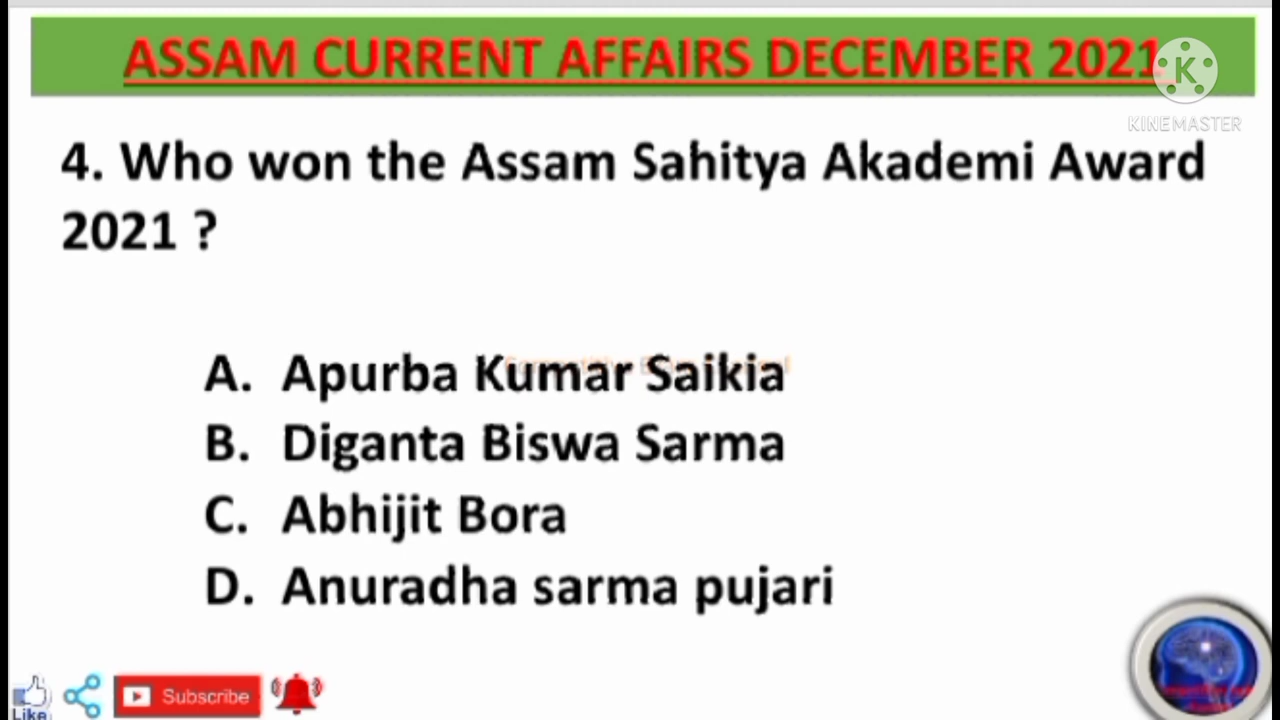 ASSAM CURRENT AFFAIRS DECEMBER 2021
K
KINEMASTER
4. Who won the Assam Sahitya Akademi Award
2021 ?
A. Apurba Kumar Saikia
B. Diganta Biswa Sarma
C. Abhijit Bora
D. Anuradha sarma pujari
Like
Subscribe